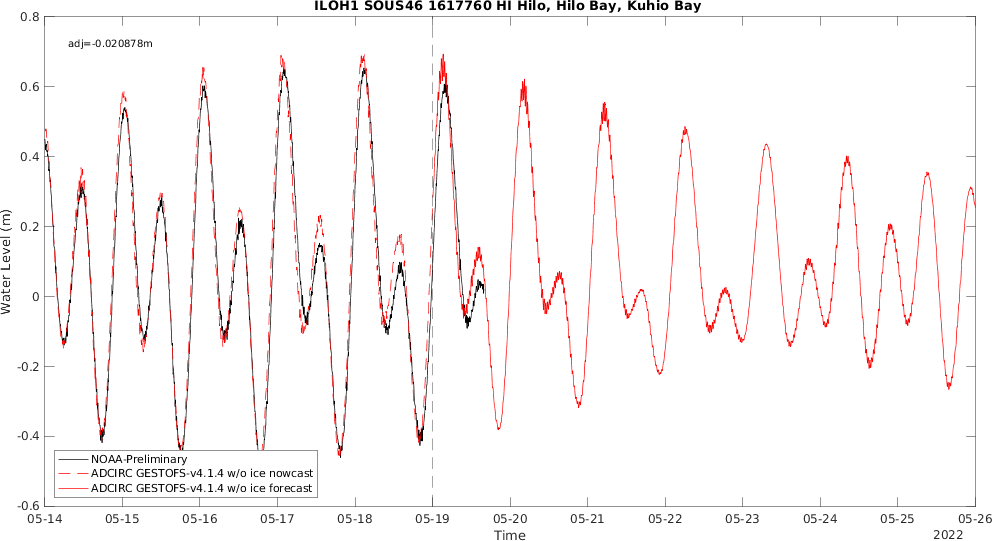 ILOH1 SOUS46 1617760 HI Hilo, Hilo Bay, Kuhio Bay
adj=-0.020878m
0.8
0.6
0.4
0.2
0
-0.2
-0.4
-0.6
Water Level (m)
NOAA-Preliminary
ADCIRC GESTOFS-v4.1.4 w/o ice nowcast
ADCIRC GESTOFS-v4.1.4 w/o ice forecast
05-14 05-15 05-16 05-17 05-18 05-19 05-20 05-21 05-22 05-23 05-24 05-25 05-26
Time
2022